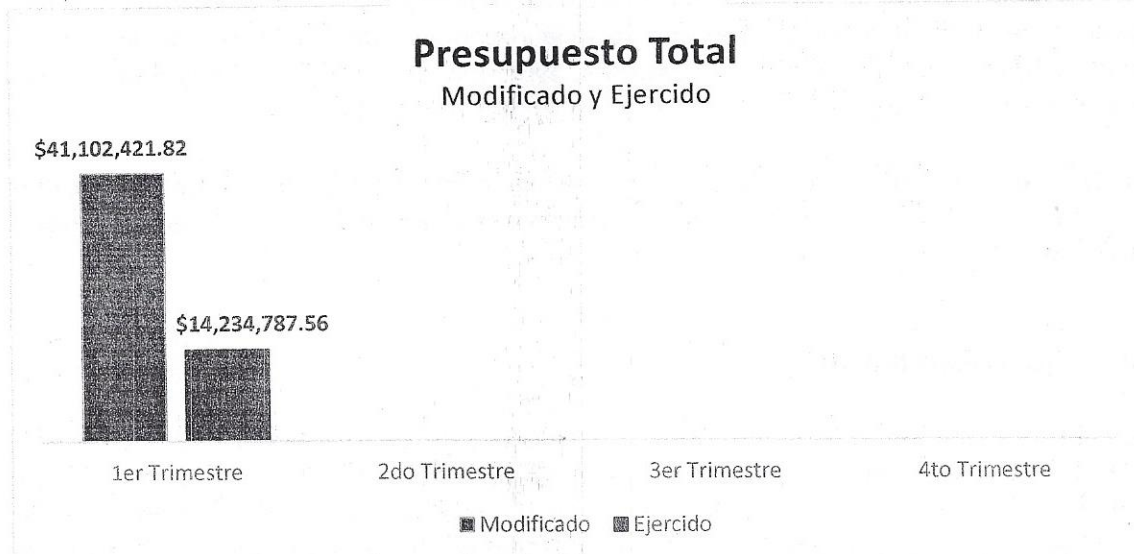 Presupuesto Total
Modificado y Ejercido
$41,102,421.82
$14,234,787.56
1er Trimestre 2do Trimestre 3er Trimestre 4to Trimestre
Modificado Ejercido